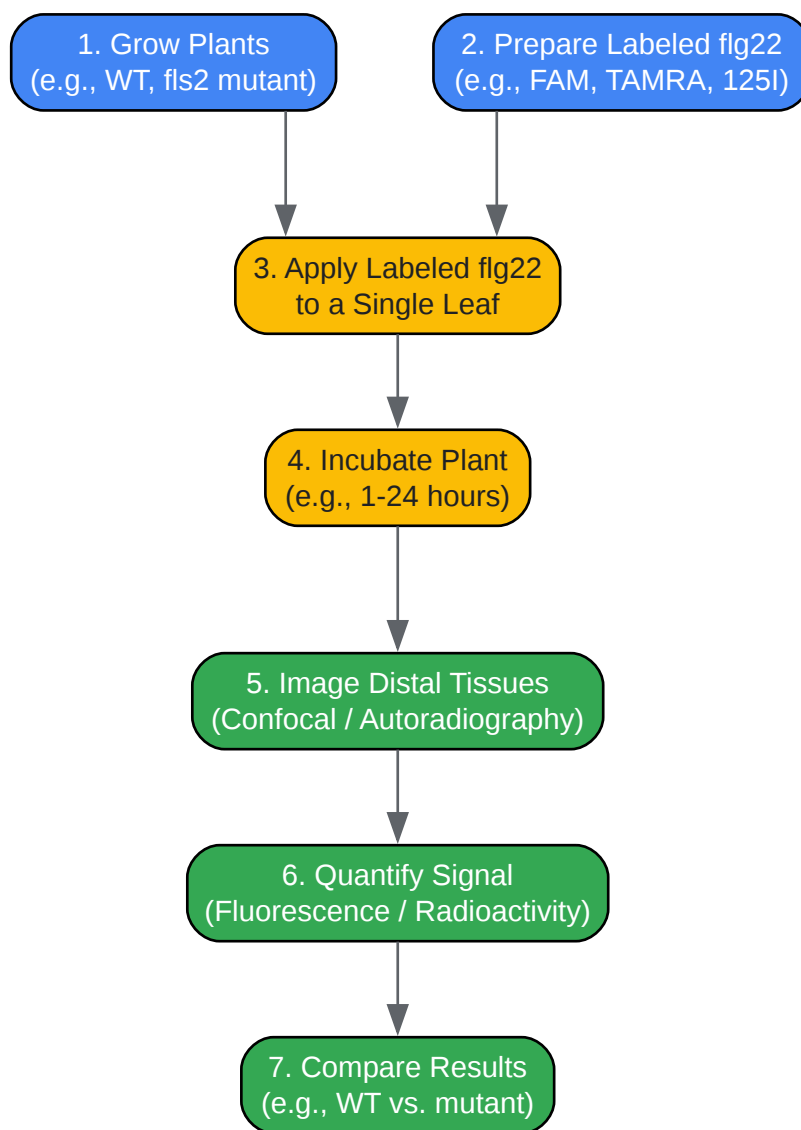 1. Grow Plants
(e.g., WT, fls2 mutant)
2. Prepare Labeled flg22
(e.g., FAM, TAMRA, 125I)
3. Apply Labeled flg22
to a Single Leaf
4. Incubate Plant
(e.g., 1-24 hours)
5. Image Distal Tissues
(Confocal / Autoradiography)
6. Quantify Signal
(Fluorescence / Radioactivity)
7. Compare Results
(e.g., WT vs. mutant)